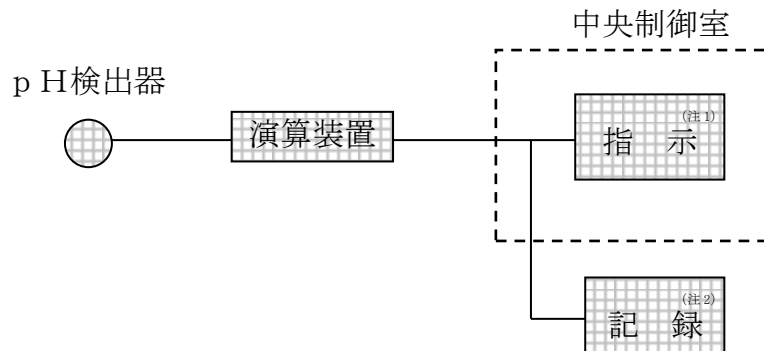 中央制御室
pH検出器
演算装置
(注1)
指 示
(注2)
記 録